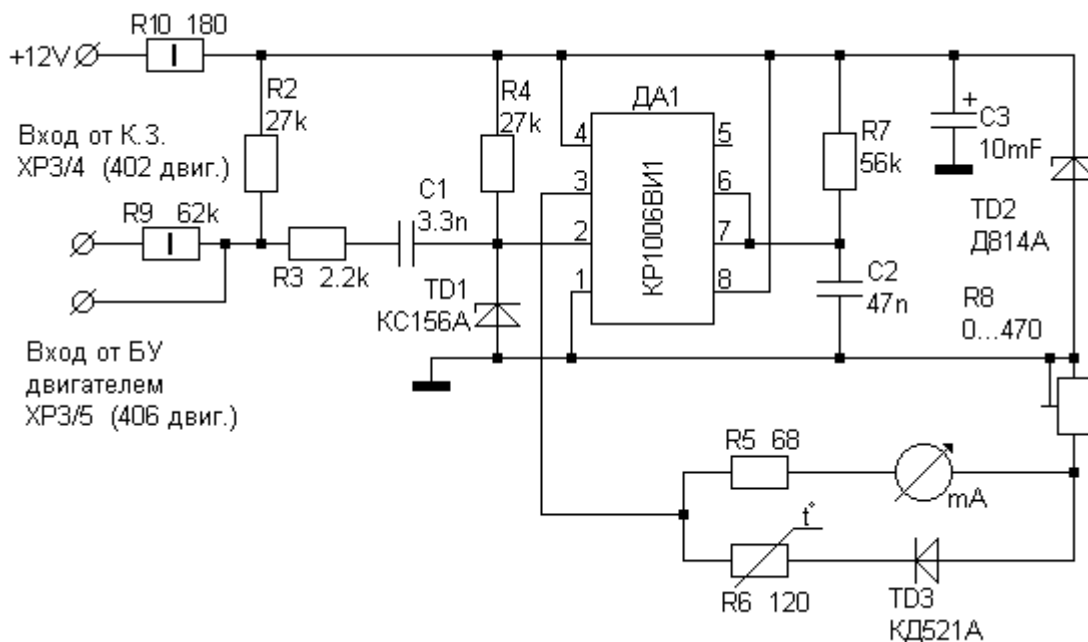 R10 180
+12V
R2
27k
R4
27k
ДА1
КР1006ВИ1
4
3
2
1
5
6
7
8
R7
56k
+
C3
10mF
TD2
Д814А
Вход от К.З.
ХР3/4 (402 двиг.)
R9 62k
R3 2.2k
C1
3.3n
TD1
КС156А
C2
47n
R8
0...470
Вход от БУ
двигателем
ХР3/5 (406 двиг.)
R5 68
mA
t°
R6 120
TD3
КД521А